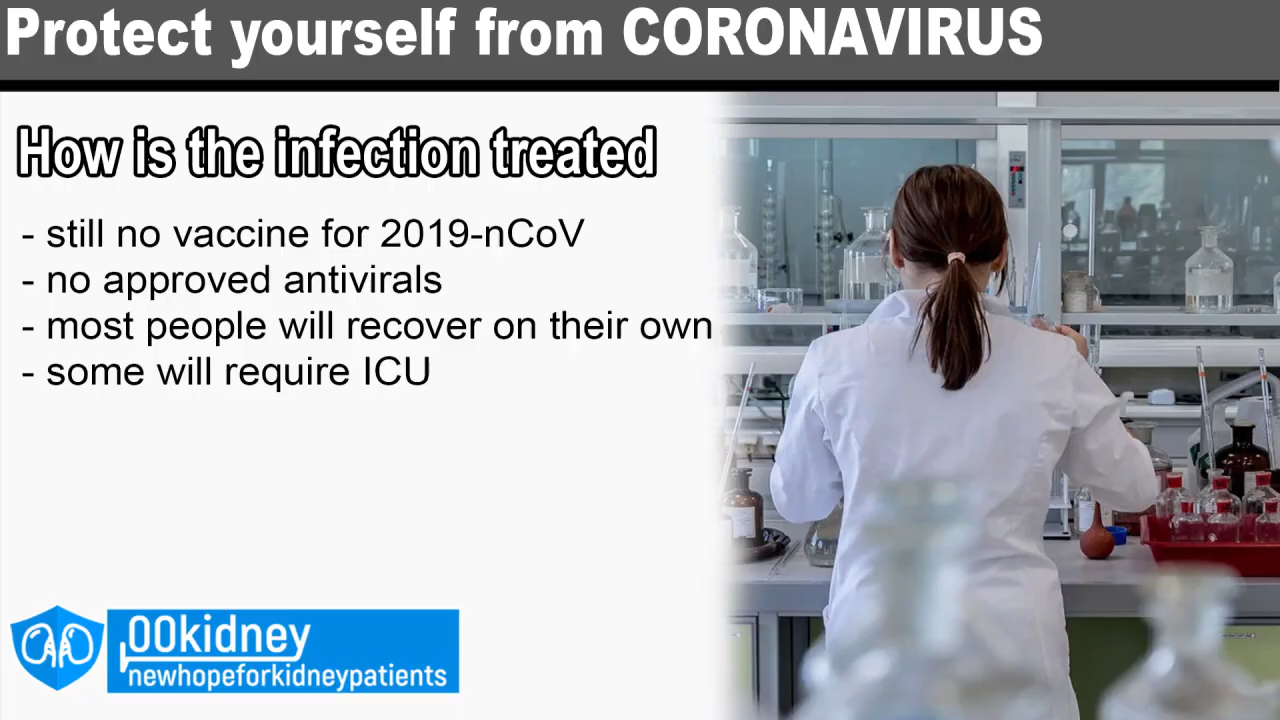 Protect yourself from CORONAVIRUS
How is the infection treated
- still no vaccine for 2019-nCoV
- no approved antivirals
- most people will recover on their own
- some will require ICU
00kidney
newhopeforkidneypatients